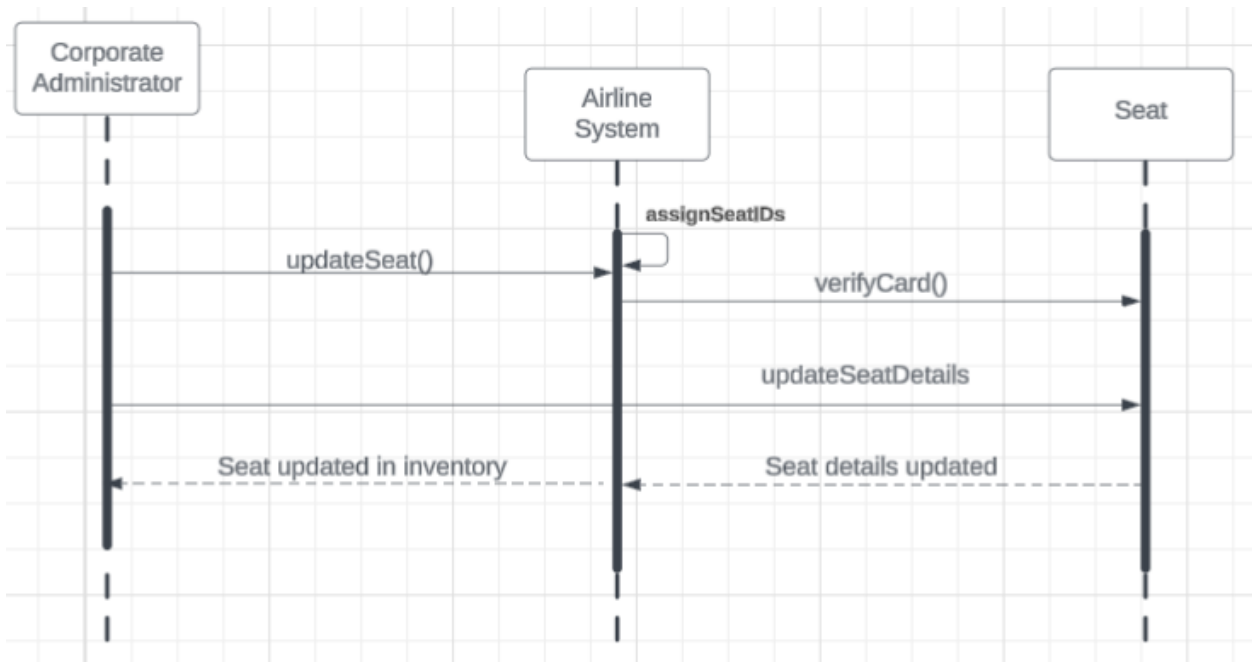 Corporate
Administrator
Airline
System
Seat
assignSeatIDs
updateSeat()
verifyCard()
updateSeatDetails
Seat updated in inventory
Seat details updated